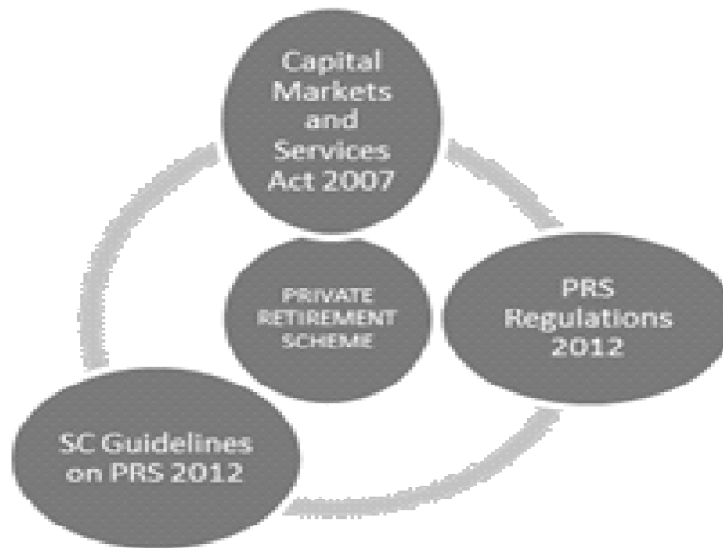 Capital
Markets
and
Services
Act 2007
PRIVATE
RETIREMENT
SCHEME
PRS
Regulations
2012
SC Guidelines
on PRS 2012